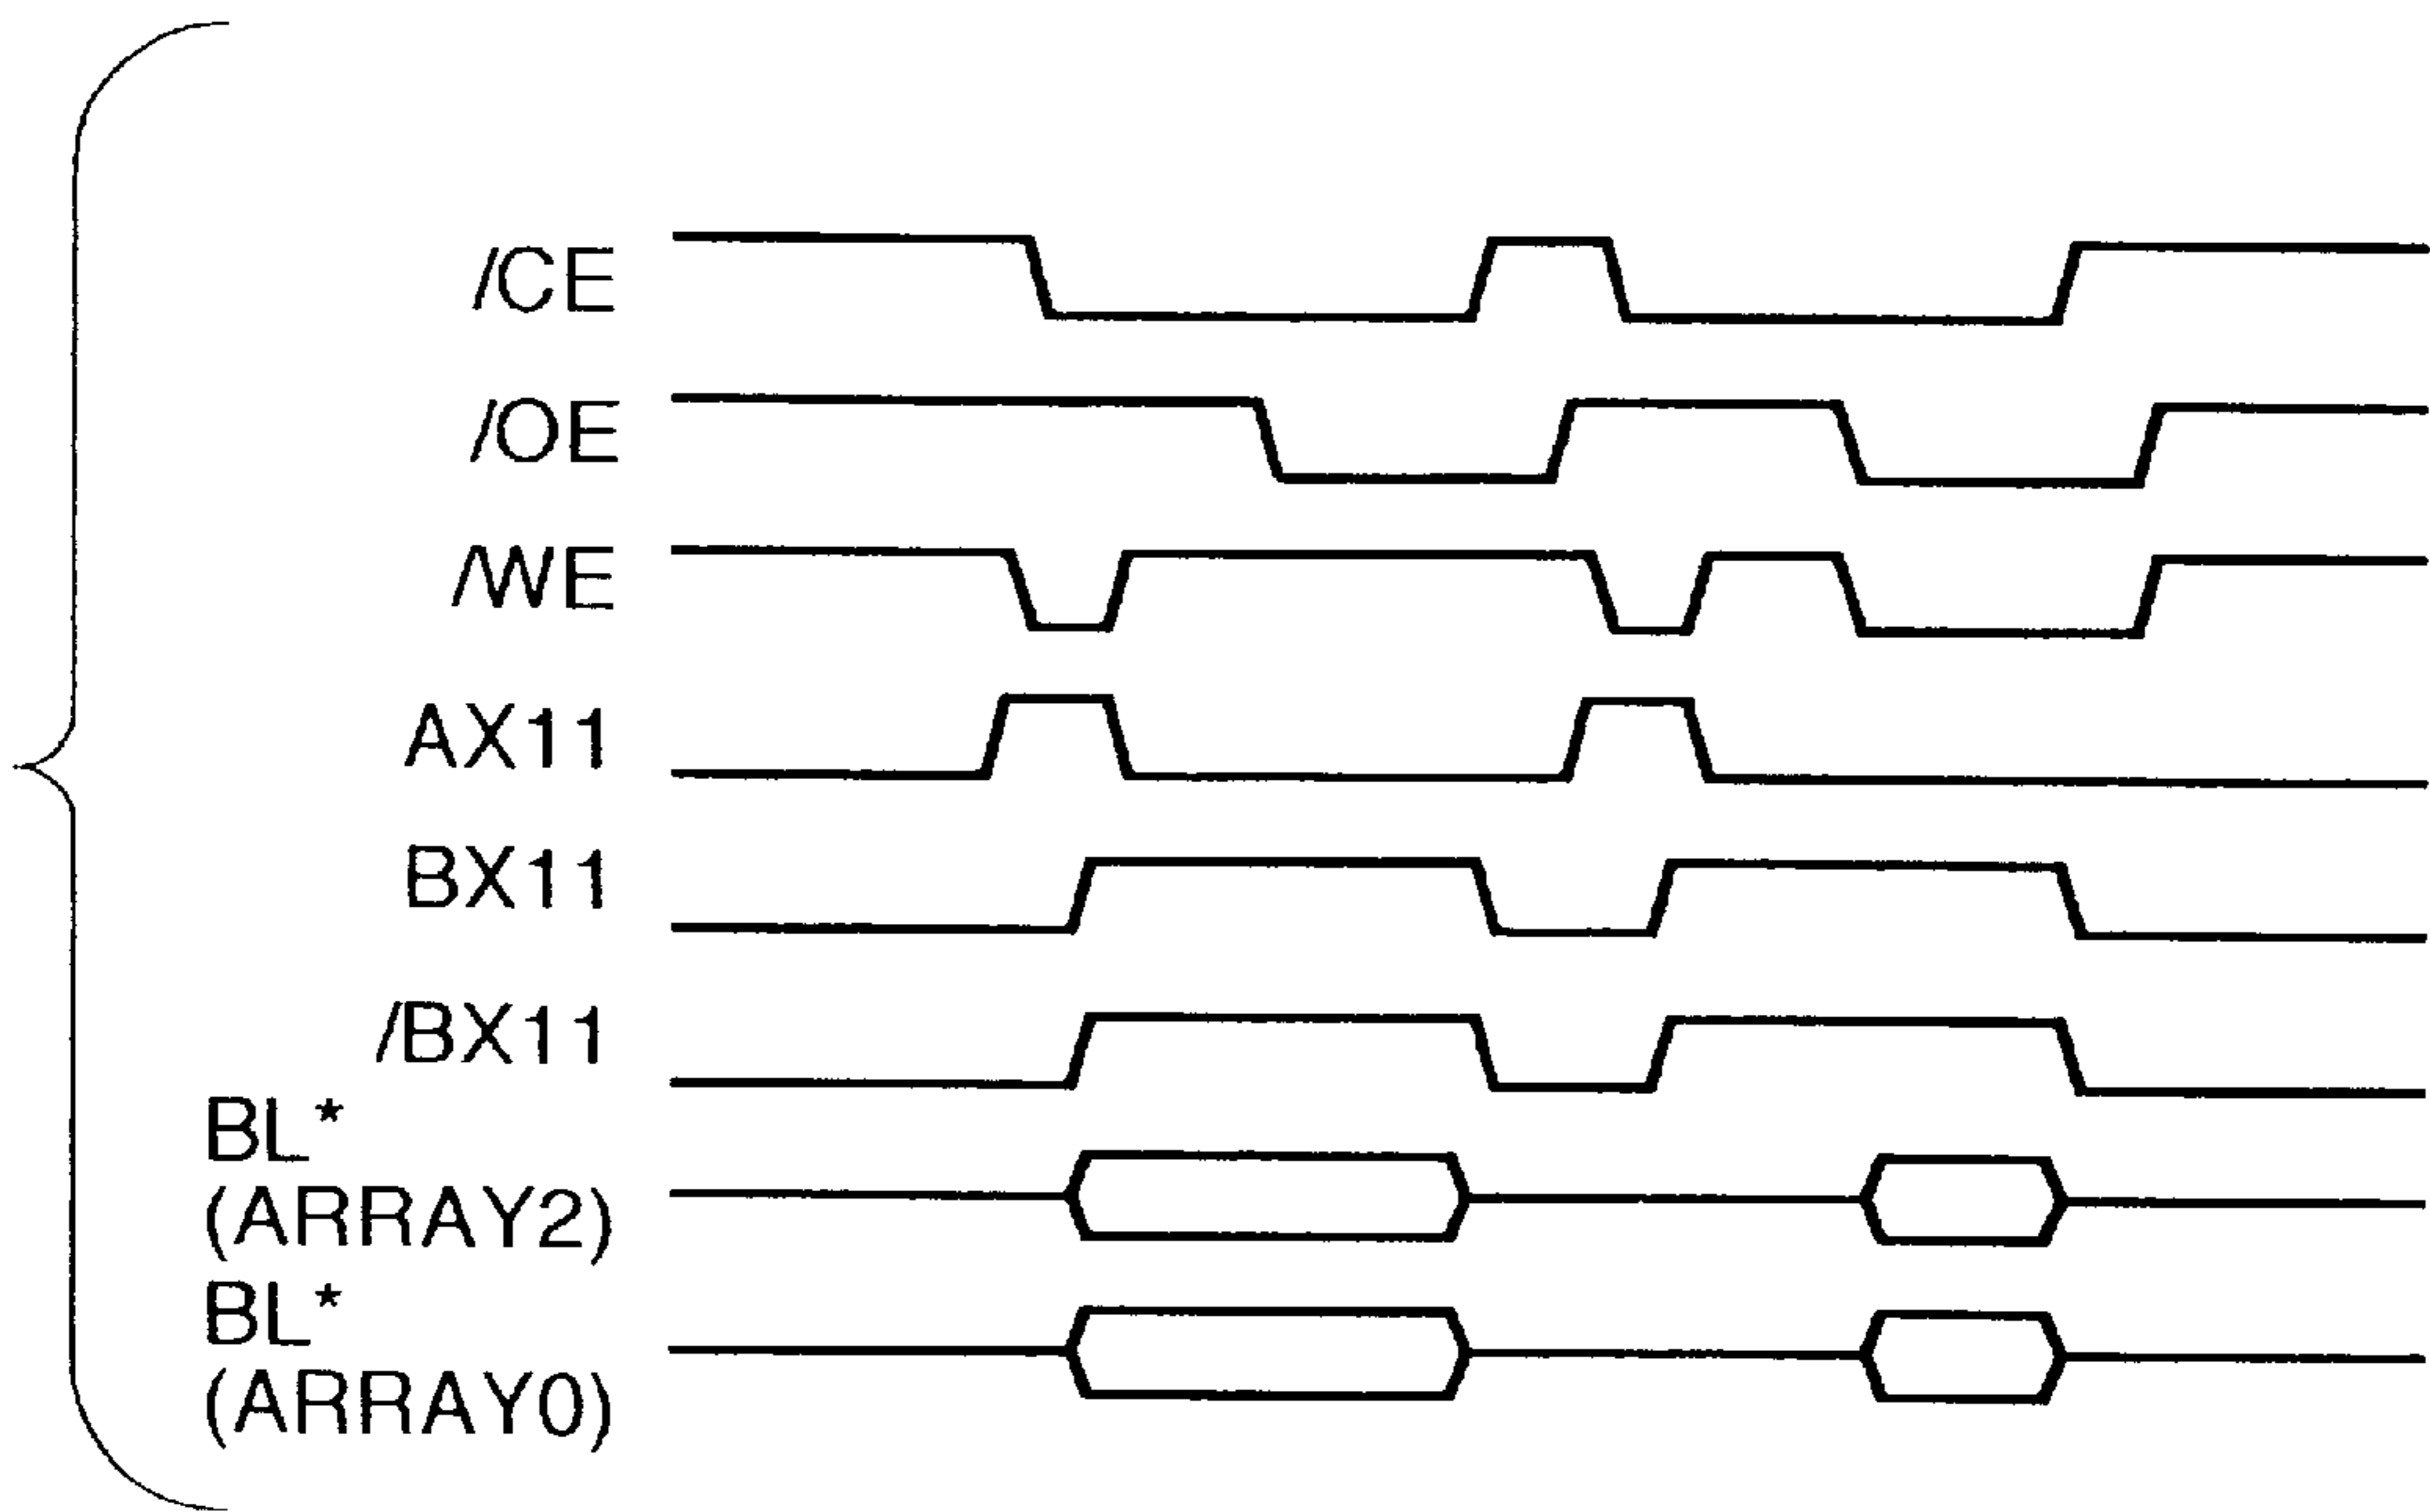 /CE
/OE
/WE
AX11
BX11
/BX11
BL*
(ARRAY2)
BL*
(ARRAY0)